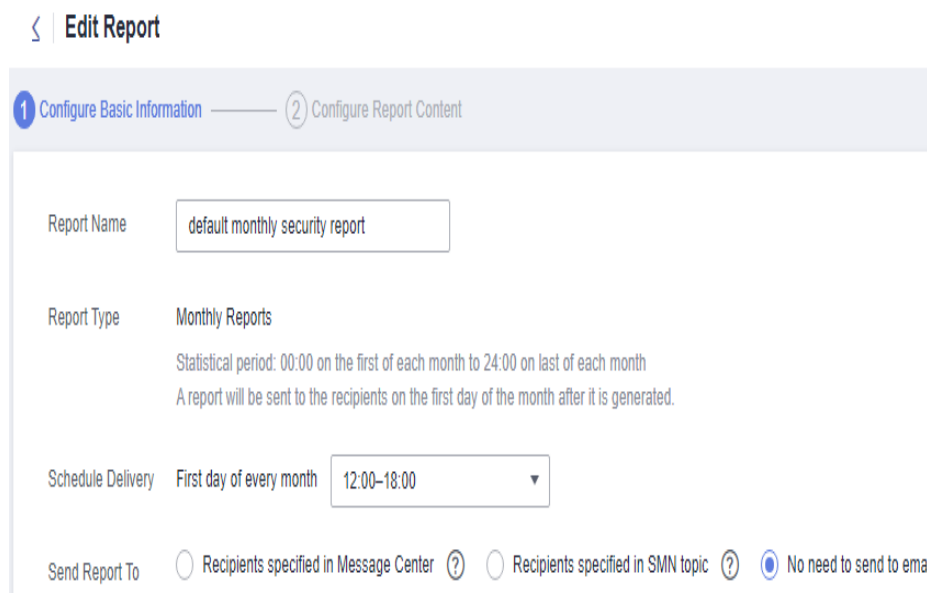 Edit Report
1 Configure Basic Information 2 Configure Report Content
Report Name default monthly security report
Report Type Monthly Reports
Statistical period: 00:00 on the first of each month to 24:00 on last of each month
A report will be sent to the recipients on the first day of the month after it is generated.
Schedule Delivery First day of every month 12:00–18:00
Send Report To Recipients specified in Message Center ? Recipients specified in SMN topic ? No need to send to ema